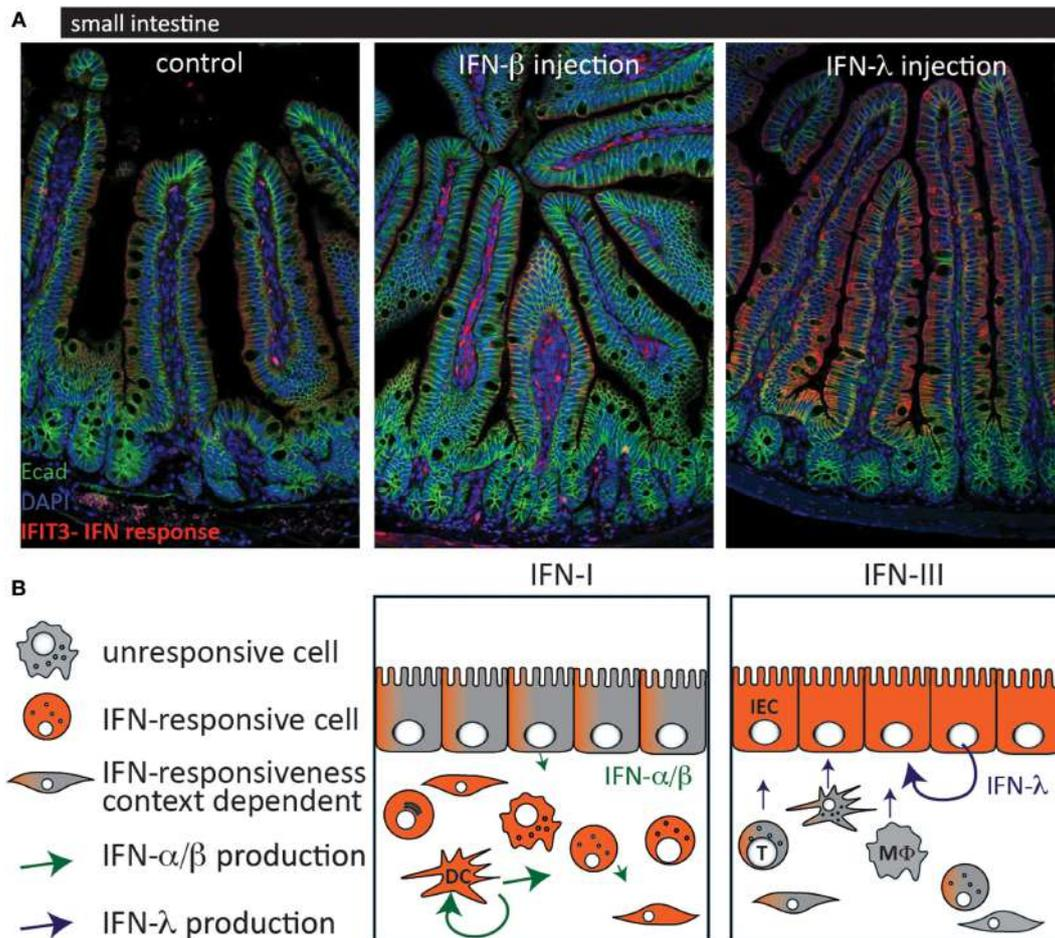 A
small intestine
control
IFN-β injection
IFN-λ injection
Ecad
DAPI
IFIT3- IFN response
B
unresponsive cell
IFN-responsive cell
IFN-responsiveness
context dependent
IFN-α/β production
IFN-λ production
IFN-I
IFN-α/β
DC
IFN-III
IEC
IFN-λ
T
MΦ